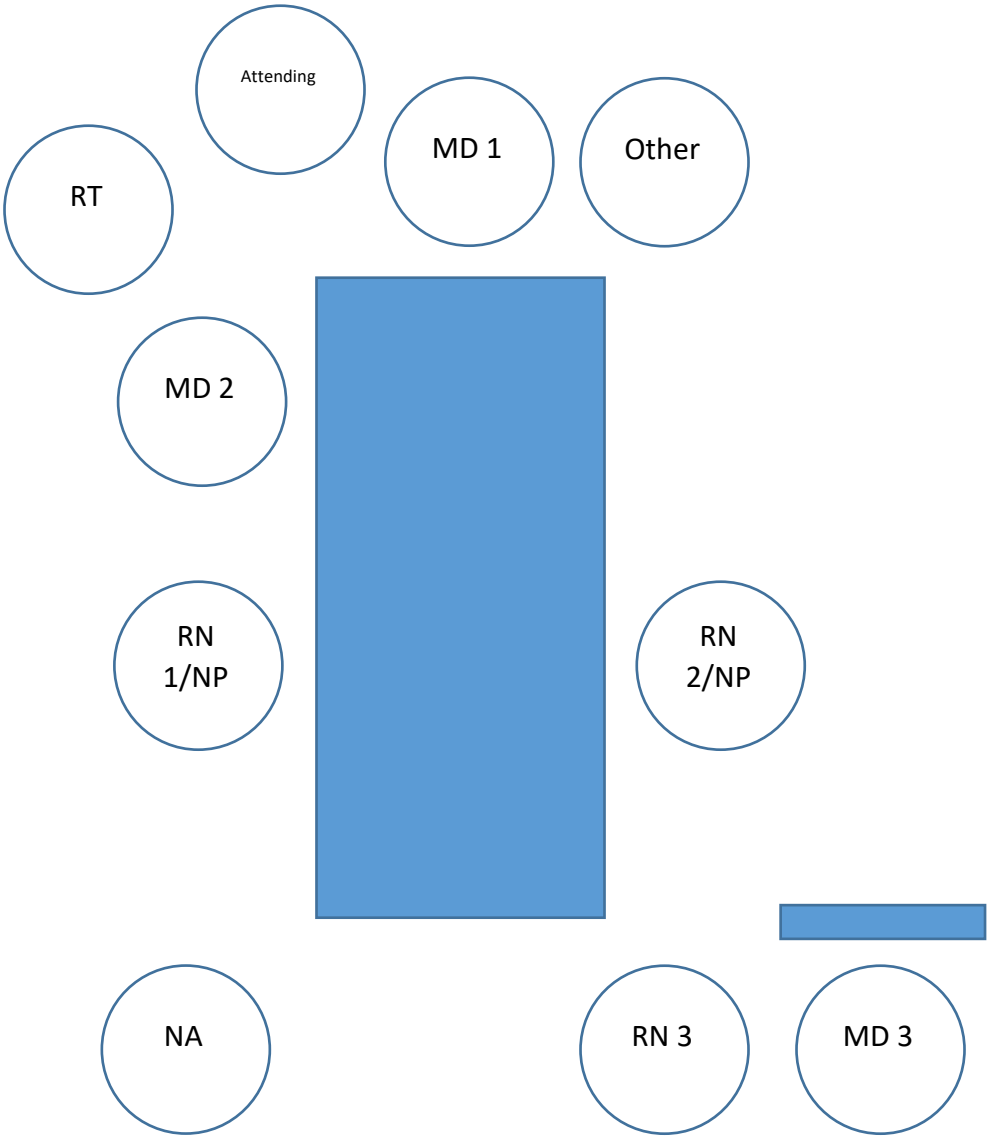 Attending
MD 1
Other
RT
MD 2
RN
1/NP
RN
2/NP
NA
RN 3
MD 3